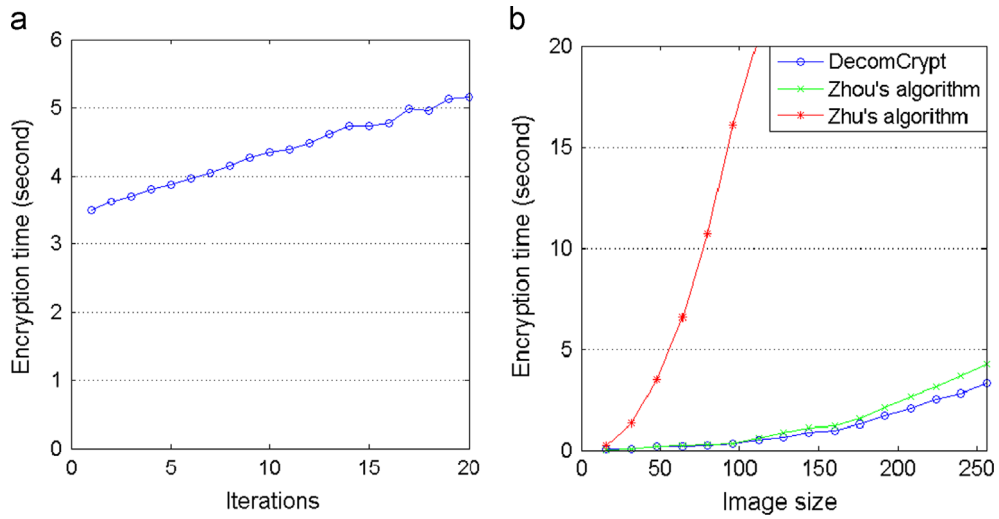 a
6
5
4
3
2
1
0
0 5 10 15 20
Encryption time (second)
Iterations
b
20
15
10
5
0
0 50 100 150 200 250
Encryption time (second)
Image size
DecomCrypt
Zhou's algorithm
Zhu's algorithm